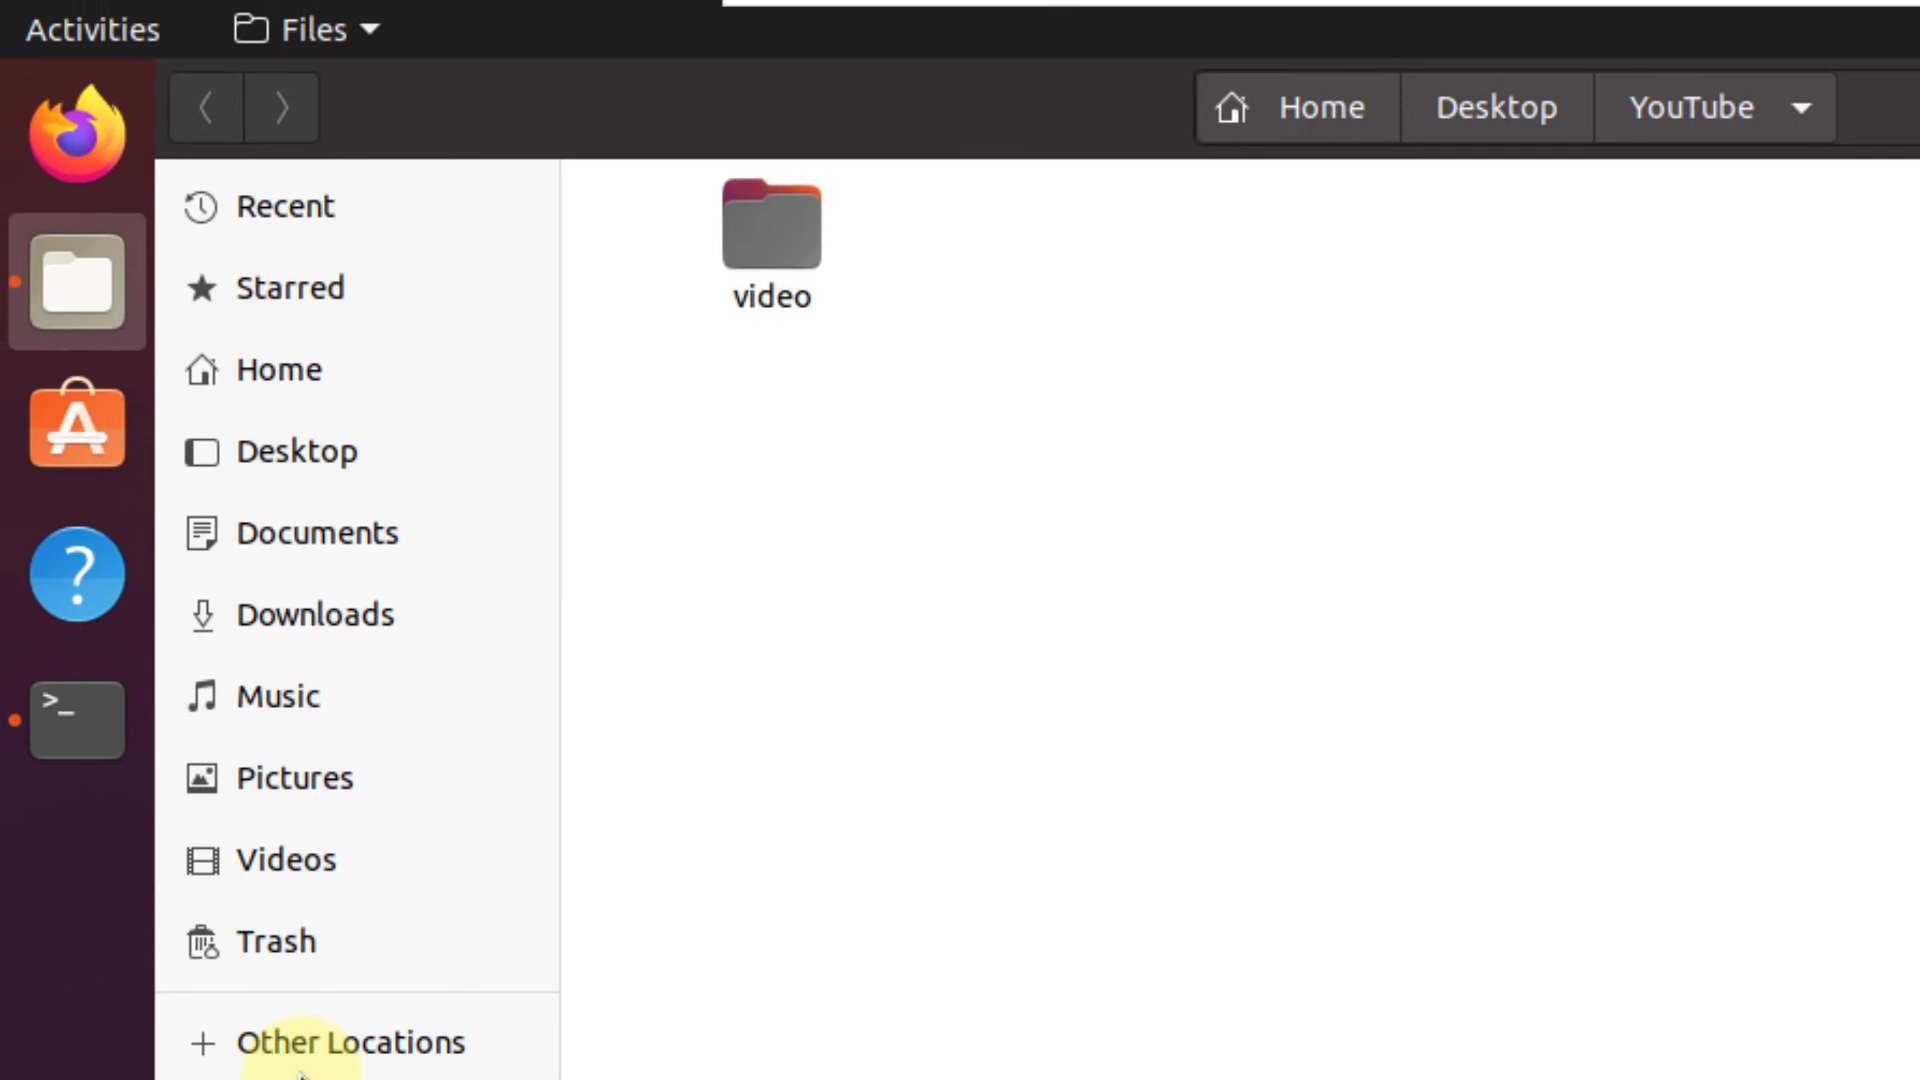 Activities Files
Home Desktop YouTube
Recent
Starred
Home
Desktop
Documents
Downloads
Music
Pictures
Videos
Trash
Other Locations
video
>_
?